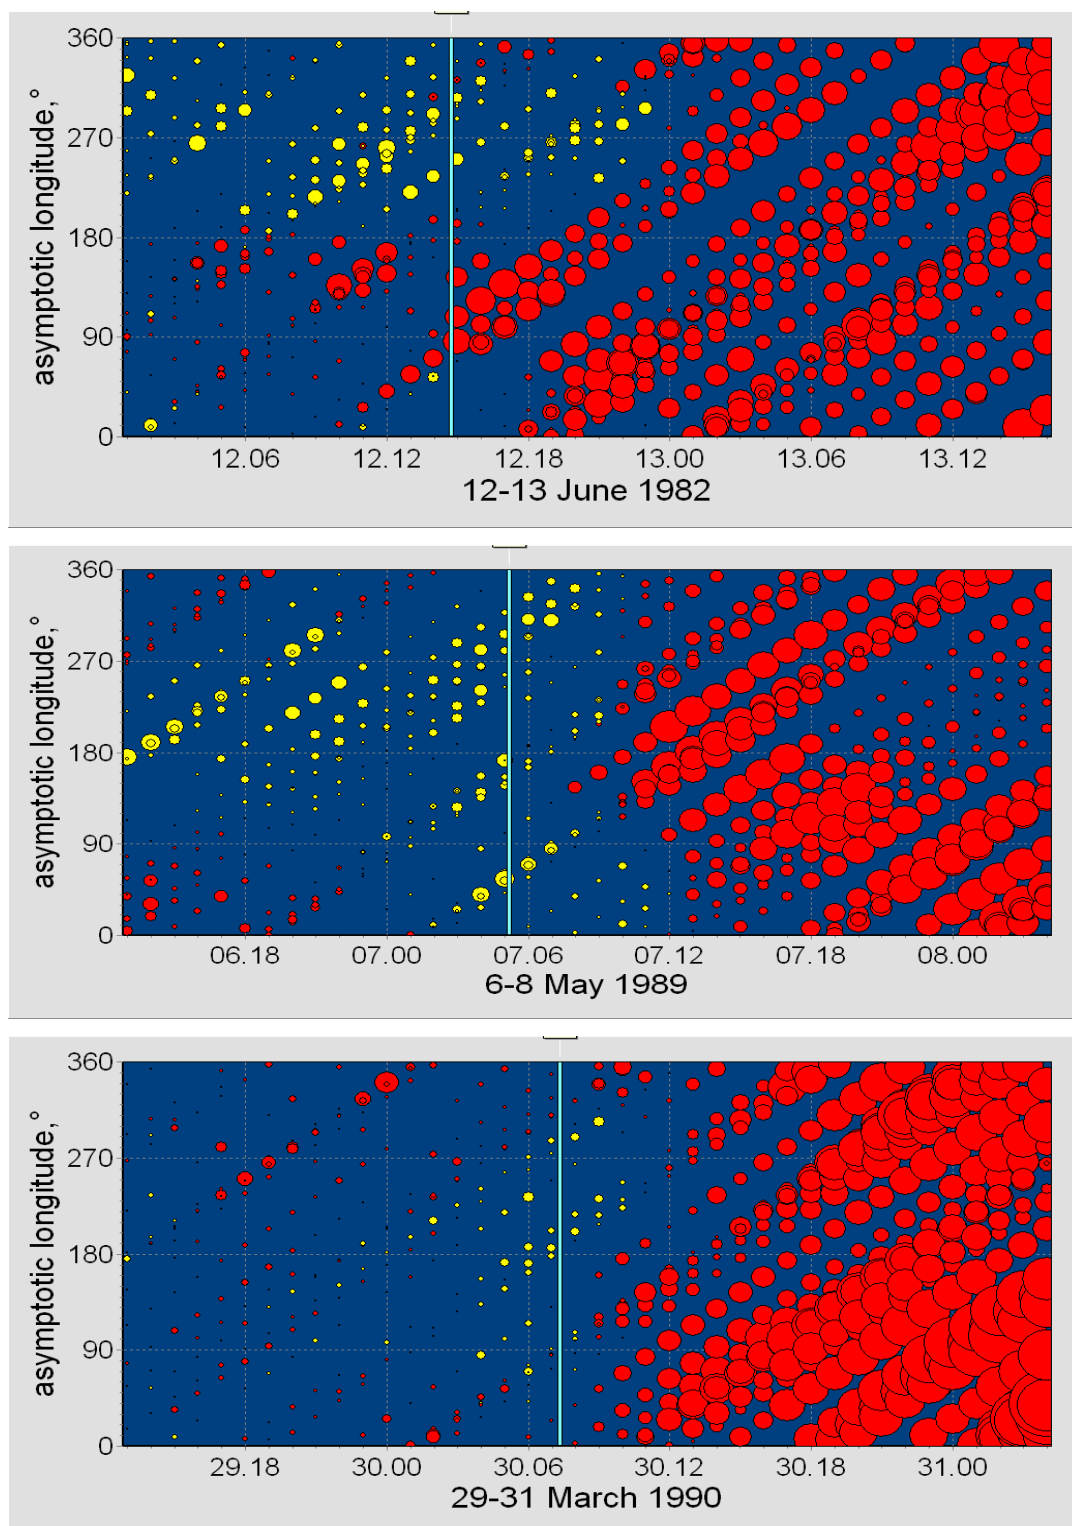 360
270
180
90
0
asymptotic longitude,°
12.06 12.12 12.18 13.00 13.06 13.12
12-13 June 1982
360
270
180
90
0
asymptotic longitude,°
06.18 07.00 07.06 07.12 07.18 08.00
6-8 May 1989
360
270
180
90
0
asymptotic longitude,°
29.18 30.00 30.06 30.12 30.18 31.00
29-31 March 1990